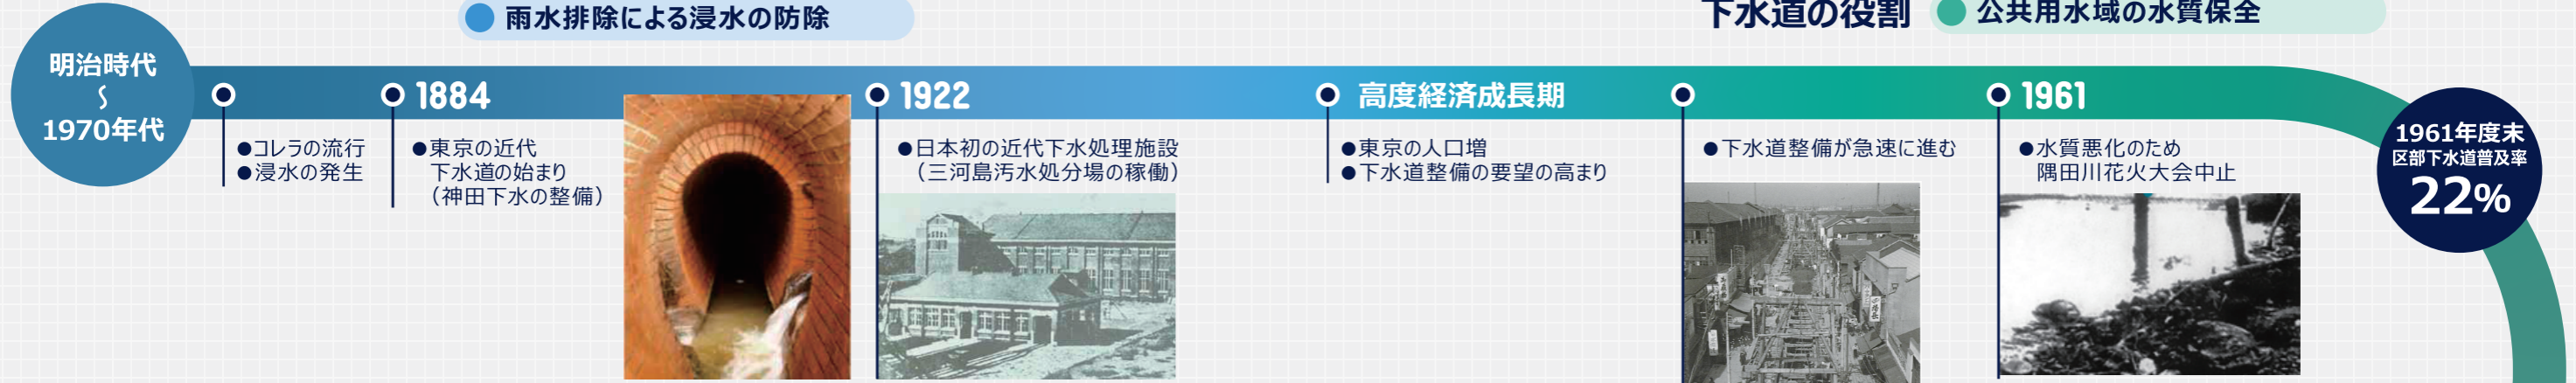 雨水排除による浸水の防除
下水道の役割
公共用水域の水質保全
明治時代
〜
1970年代
●コレラの流行
●浸水の発生
1884
●東京の近代
下水道の始まり
（神田下水の整備）
1922
●日本初の近代下水処理施設
（三河島汚水処分場の稼働）
高度経済成長期
●東京の人口増
●下水道整備の要望の高まり
●下水道整備が急速に進む
1961
●水質悪化のため
隅田川花火大会中止
1961年度末
区部下水道普及率
22%